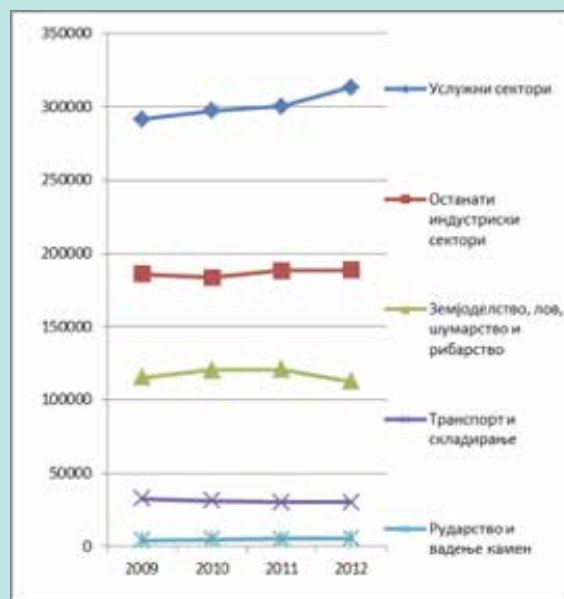 350000
300000
250000
200000
150000
100000
50000
0
2009 2010 2011 2012
Услужни сектори
Останати
индустриски
сектори
Земјоделство, лов,
шумарство и
рибарство
Транспорт и
складирање
Рударство и
вадење камен